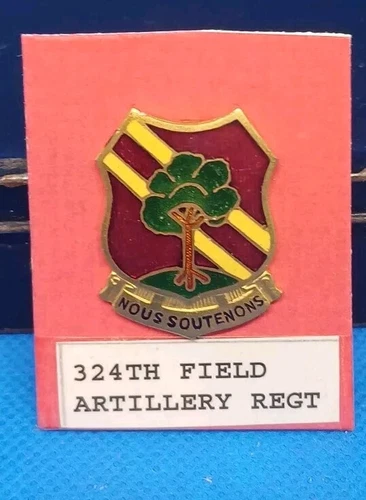 NOUS SOUTENONS
324TH FIELD
ARTILLERY REGT